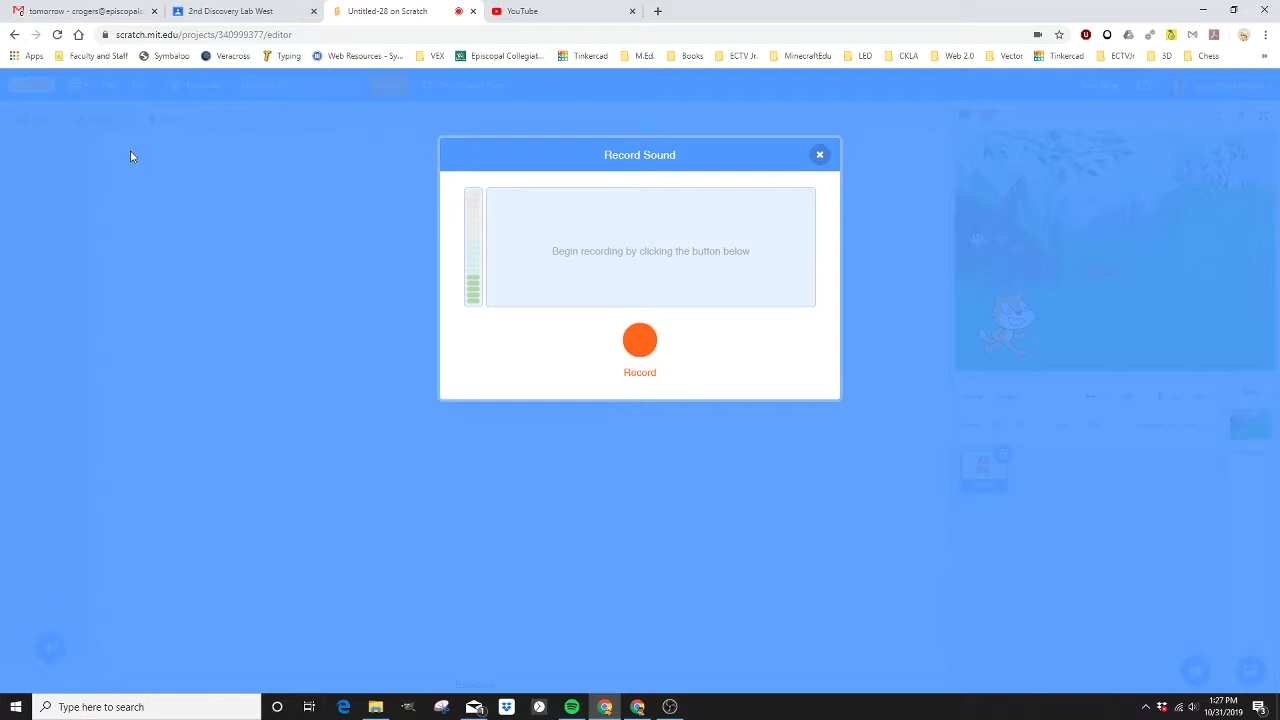 tomorrow - rogers@episcopal
2nd Discovery Lab West
Untitled-28 on Scratch
YouTube
scratch.mit.edu/projects/340999377/editor
Apps
Faculty and Staff
Symbaloo
Veracross
Typing
Web Resources - Sy...
VEX
Episcopal Collegiat...
Tinkercad
M.Ed.
Books
ECTV Jr.
MinecraftEdu
LED
CKLA
Web 2.0
Vector
Tinkercad
ECTVJr
3D
Chess
»
Record Sound
Begin recording by clicking the button below
Record
Type here to search
1:27 PM
10/31/2019